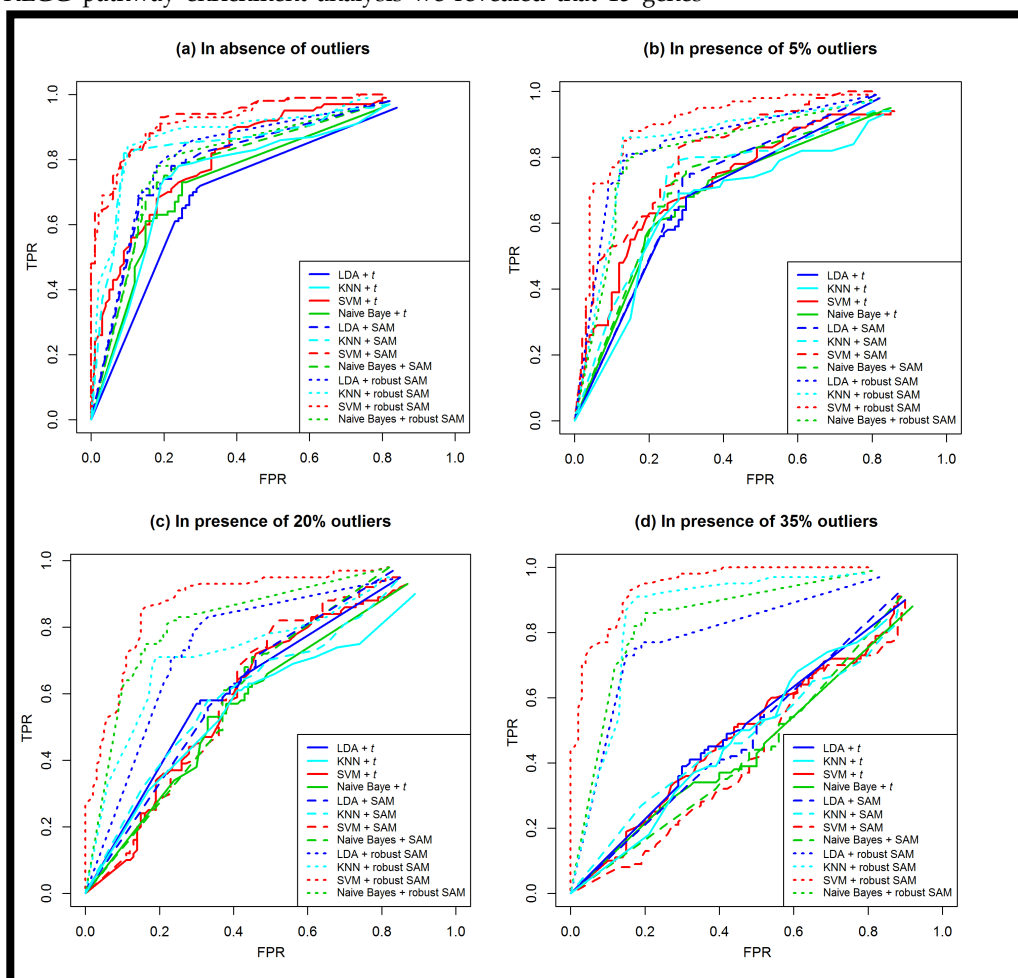 KEGG pathway enrichment analysis we revealed that 15 genes
(a) In absence of outliers
TPR
1.0
0.8
0.6
0.4
0.2
0.0
LDA + t
KNN + t
SVM + t
Naive Baye + t
LDA + SAM
KNN + SAM
SVM + SAM
Naive Bayes + SAM
LDA + robust SAM
KNN + robust SAM
SVM + robust SAM
Naive Bayes + robust SAM
0.0 0.2 0.4 0.6 0.8 1.0
FPR
(b) In presence of 5% outliers
TPR
1.0
0.8
0.6
0.4
0.2
0.0
LDA + t
KNN + t
SVM + t
Naive Baye + t
LDA + SAM
KNN + SAM
SVM + SAM
Naive Bayes + SAM
LDA + robust SAM
KNN + robust SAM
SVM + robust SAM
Naive Bayes + robust SAM
0.0 0.2 0.4 0.6 0.8 1.0
FPR
(c) In presence of 20% outliers
TPR
1.0
0.8
0.6
0.4
0.2
0.0
LDA + t
KNN + t
SVM + t
Naive Baye + t
LDA + SAM
KNN + SAM
SVM + SAM
Naive Bayes + SAM
LDA + robust SAM
KNN + robust SAM
SVM + robust SAM
Naive Bayes + robust SAM
0.0 0.2 0.4 0.6 0.8 1.0
FPR
(d) In presence of 35% outliers
TPR
1.0
0.8
0.6
0.4
0.2
0.0
LDA + t
KNN + t
SVM + t
Naive Baye + t
LDA + SAM
KNN + SAM
SVM + SAM
Naive Bayes + SAM
LDA + robust SAM
KNN + robust SAM
SVM + robust SAM
Naive Bayes + robust SAM
0.0 0.2 0.4 0.6 0.8 1.0
FPR